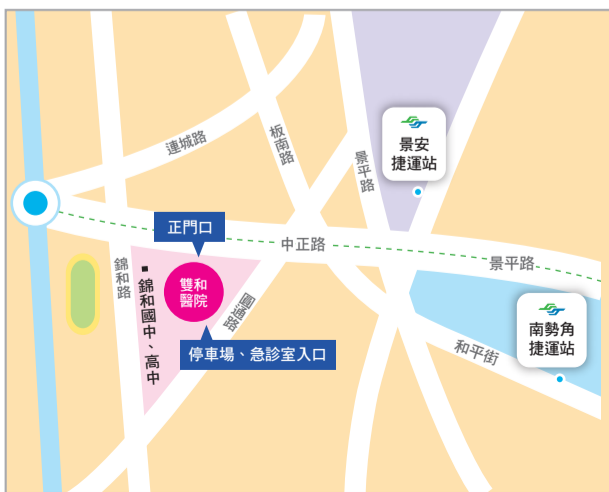 連城路
板南路
景平路
景安
捷運站
正門口
中正路
景平路
錦和路
錦和國中、高中
雙和
醫院
圓通路
停車場、急診室入口
和平街
南勢角
捷運站